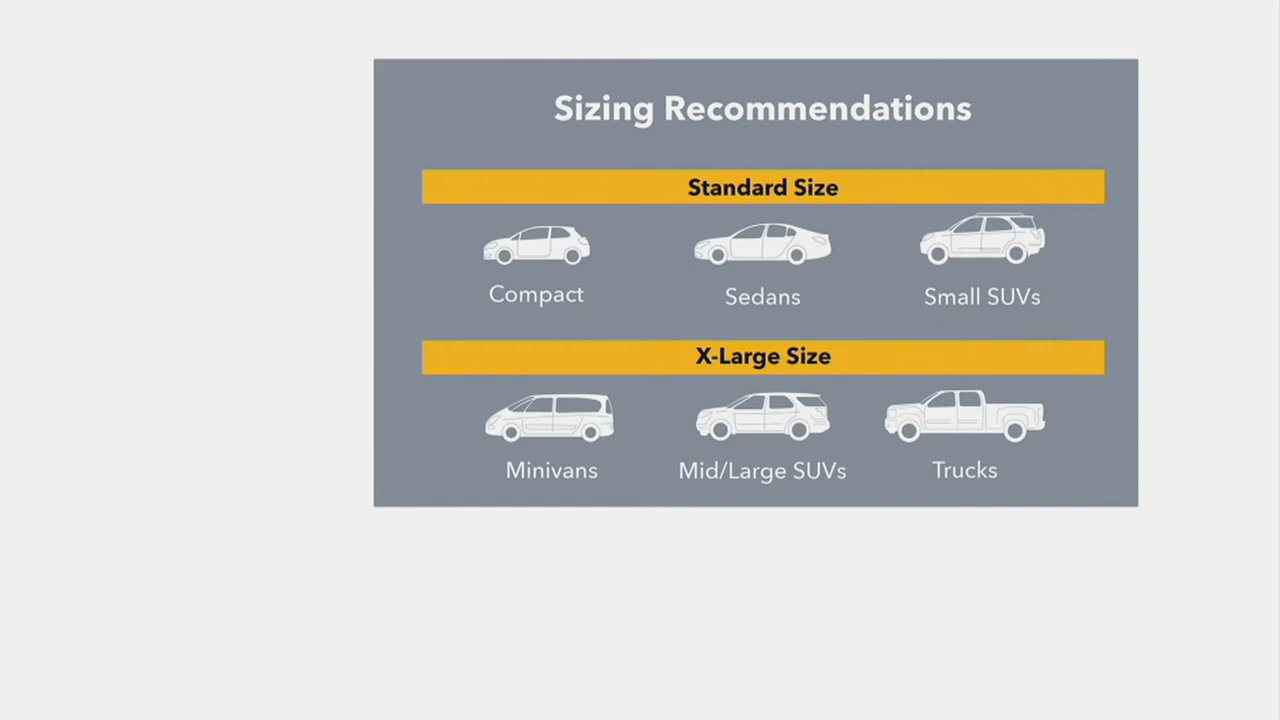 Sizing Recommendations
Standard Size
Compact
Sedans
Small SUVs
X-Large Size
Minivans
Mid/Large SUVs
Trucks